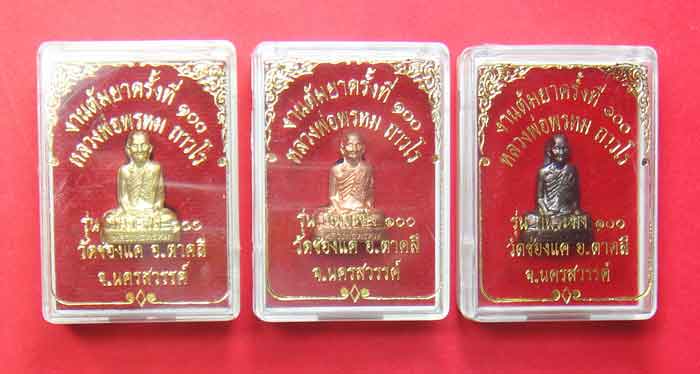 งานต้มยาครั้งที่ ๑๐๐
หลวงพ่อพรหม ถาวโร
รุ่น ๑๐๐
วัดช่องแค อ.ตาคลี
จ.นครสวรรค์
งานต้มยาครั้งที่ ๑๐๐
หลวงพ่อพรหม ถาวโร
รุ่น ๑๐๐
วัดช่องแค อ.ตาคลี
จ.นครสวรรค์
งานต้มยาครั้งที่ ๑๐๐
หลวงพ่อพรหม ถาวโร
รุ่น ๑๐๐
วัดช่องแค อ.ตาคลี
จ.นครสวรรค์